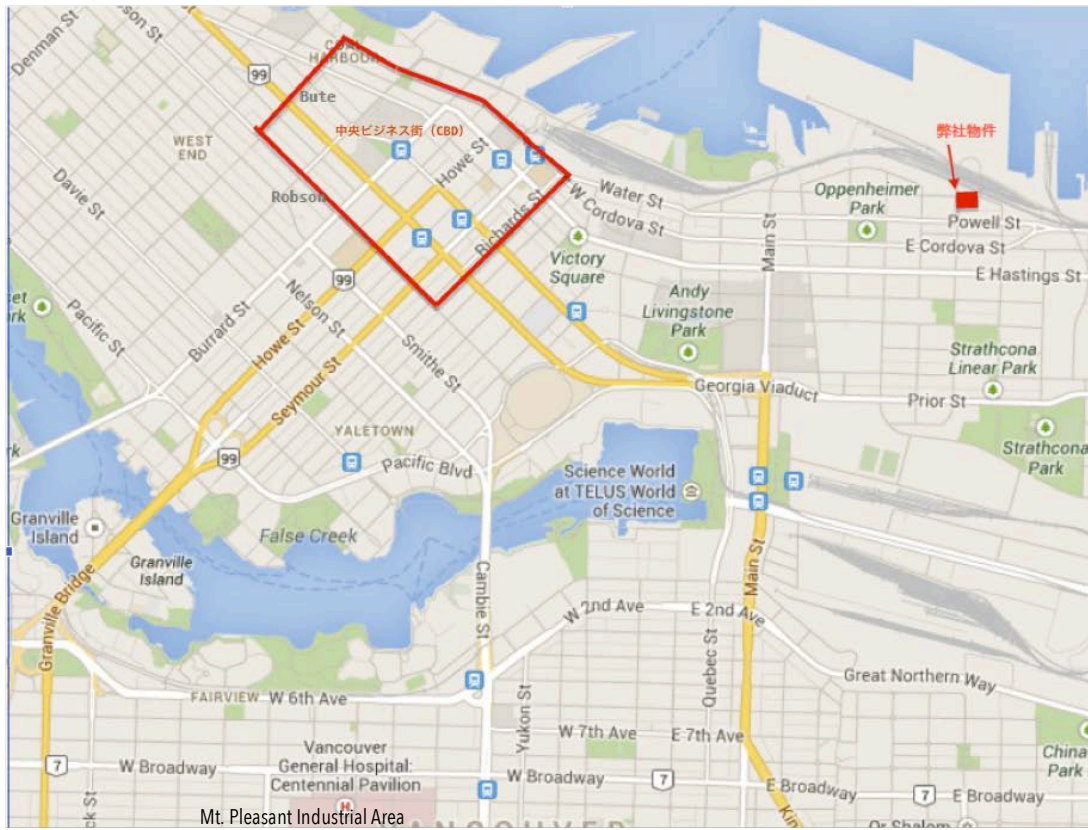 Denman St
COAL
HARBOUR
99
Bute
中央ビジネス街（CBD）
WEST
END
Howe St
弊社物件
Davie St
Robson
Water St
Oppenheimer
Park
W Cordova St
Powell St
Richards St
E Cordova St
Main St
Victory
Square
E Hastings St
99
Nelson St
Andy
Livingstone
Park
Pacific St
Burrard St
Howe St
Smithe St
Strathcona
Linear Park
Seymour St
Georgia Viaduct
Prior St
YALETOWN
99
Pacific Blvd
Strathcona
Park
Science World
at TELUS World
of Science
Granville
Island
False Creek
Granville
Island
Granville Bridge
Cambie St
Main St
W 2nd Ave
E 2nd Ave
Quebec St
Great Northern Way
FAIRVIEW
W 6th Ave
Yukon St
W 7th Ave
E 7th Ave
China
Park
Vancouver
General Hospital:
Centennial Pavilion
7
W Broadway
W Broadway
7
E Broadway
7
E Broadway
H
Mt. Pleasant Industrial Area
VANCOUVER